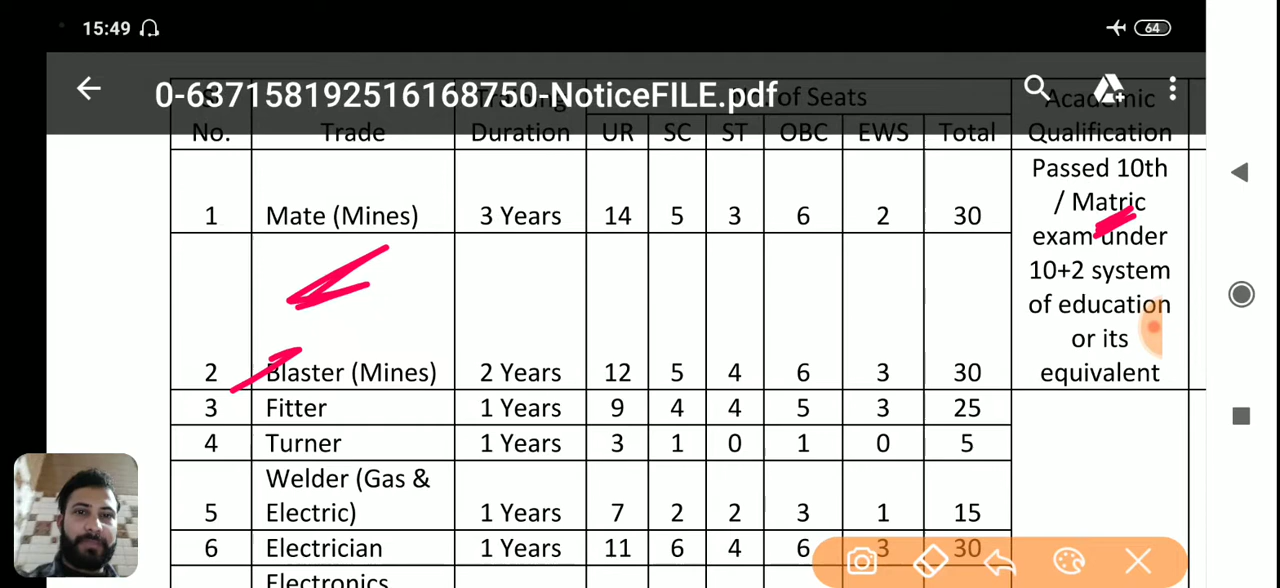 15:49
64
0-637158192516168750-NoticeFILE.pdf
Training No. of Seats Academic
No. Trade Duration UR SC ST OBC EWS Total Qualification
1 Mate (Mines) 3 Years 14 5 3 6 2 30
Passed 10th
/ Matric
exam under
10+2 system
of education
or its
equivalent
2 Blaster (Mines) 2 Years 12 5 4 6 3 30
3 Fitter 1 Years 9 4 4 5 3 25
4 Turner 1 Years 3 1 0 1 0 5
Welder (Gas &
5 Electric) 1 Years 7 2 2 3 1 15
6 Electrician 1 Years 11 6 4 6 3 30
Electronics